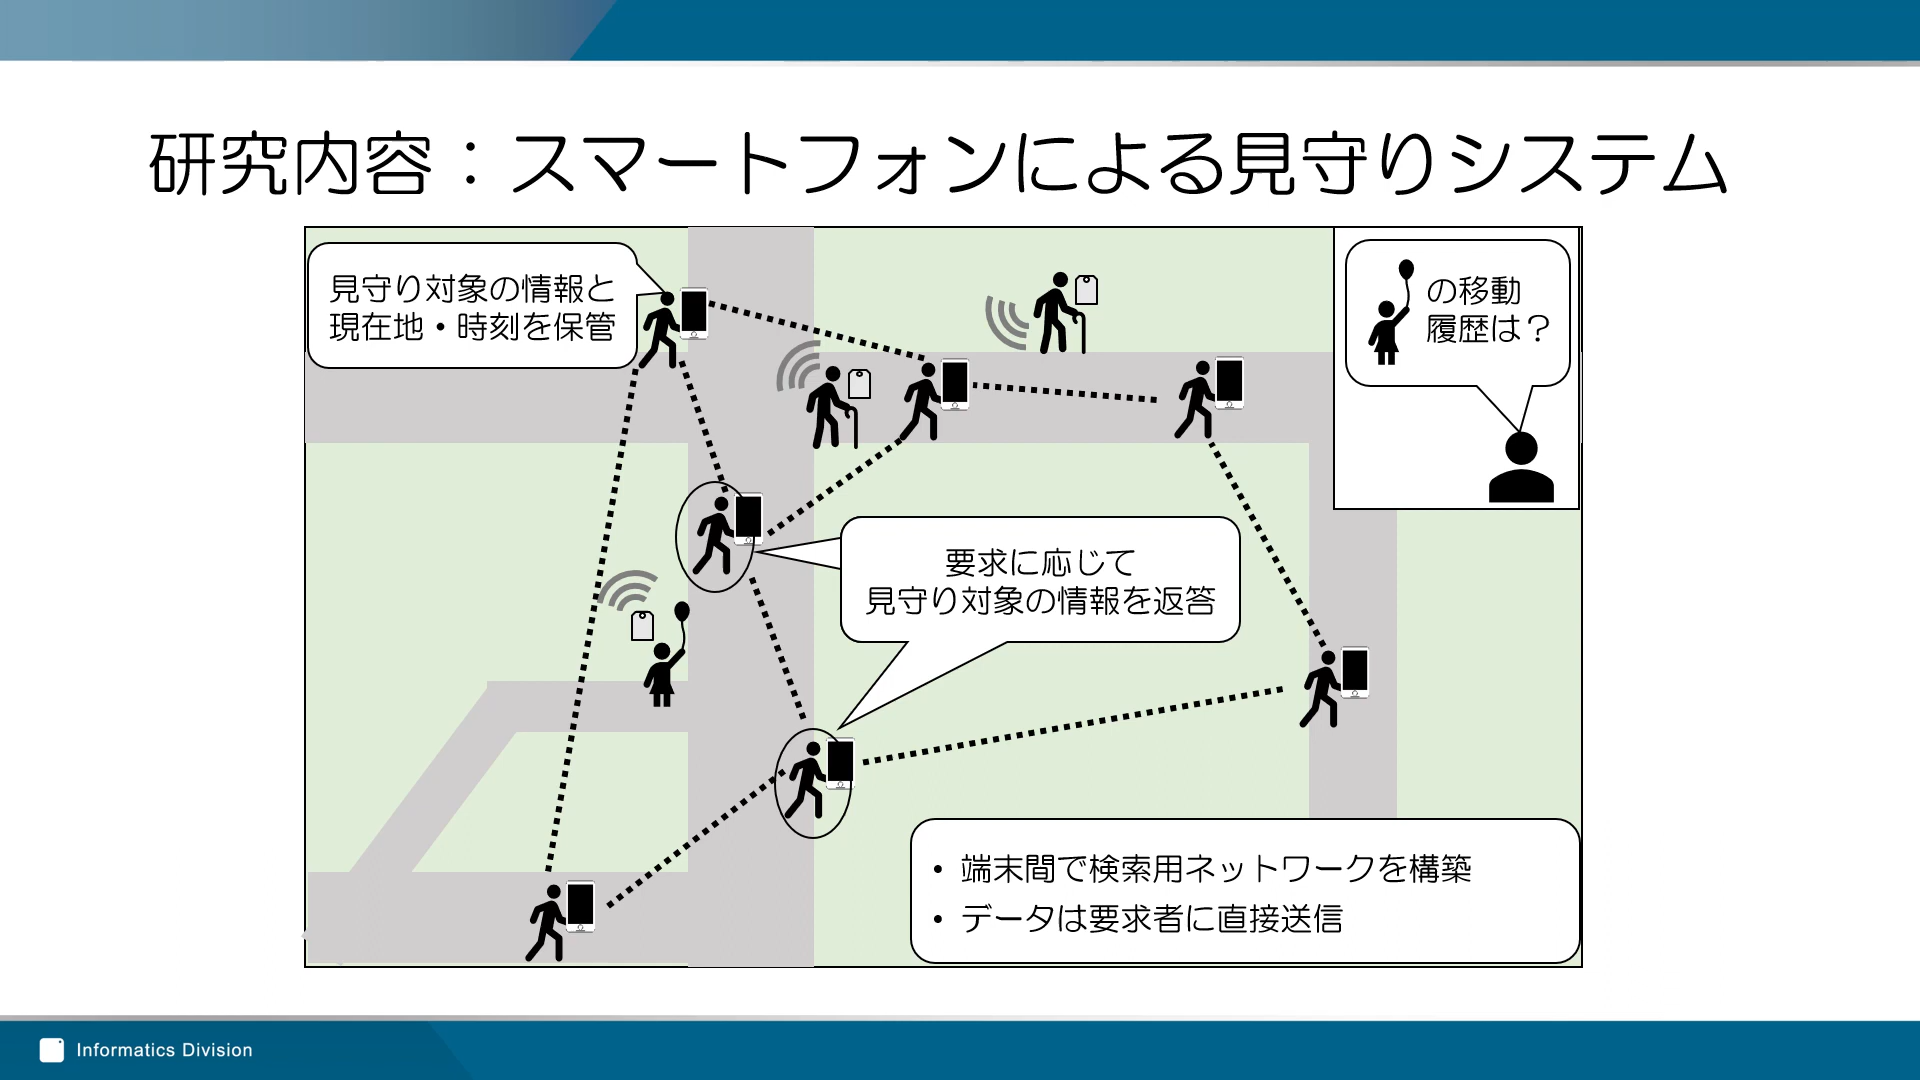 研究内容：スマートフォンによる見守りシステム
見守り対象の情報と
現在地・時刻を保管
の移動
履歴は？
要求に応じて
見守り対象の情報を返答
• 端末間で検索用ネットワークを構築
• データは要求者に直接送信
Informatics Division